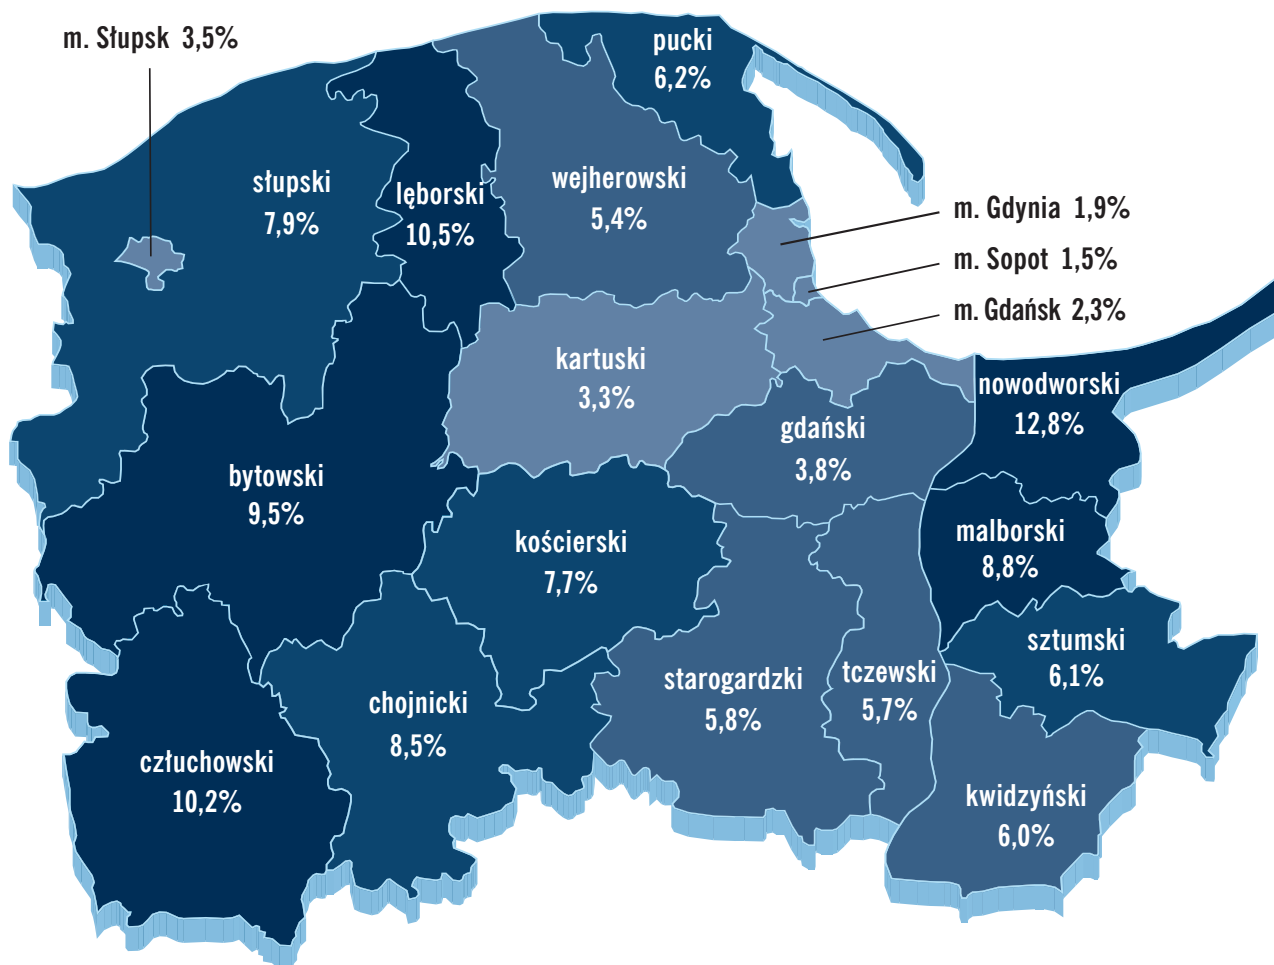 m. Słupsk 3,5%
pucki
6,2%
słupski
7,9%
lęborski
10,5%
wejherowski
5,4%
m. Gdynia 1,9%
m. Sopot 1,5%
m. Gdańsk 2,3%
kartuski
3,3%
nowodworski
12,8%
gdański
3,8%
bytowski
9,5%
kościerski
7,7%
malborski
8,8%
sztumski
6,1%
starogardzki
5,8%
tczewski
5,7%
chojnicki
8,5%
człuchowski
10,2%
kwidzyński
6,0%